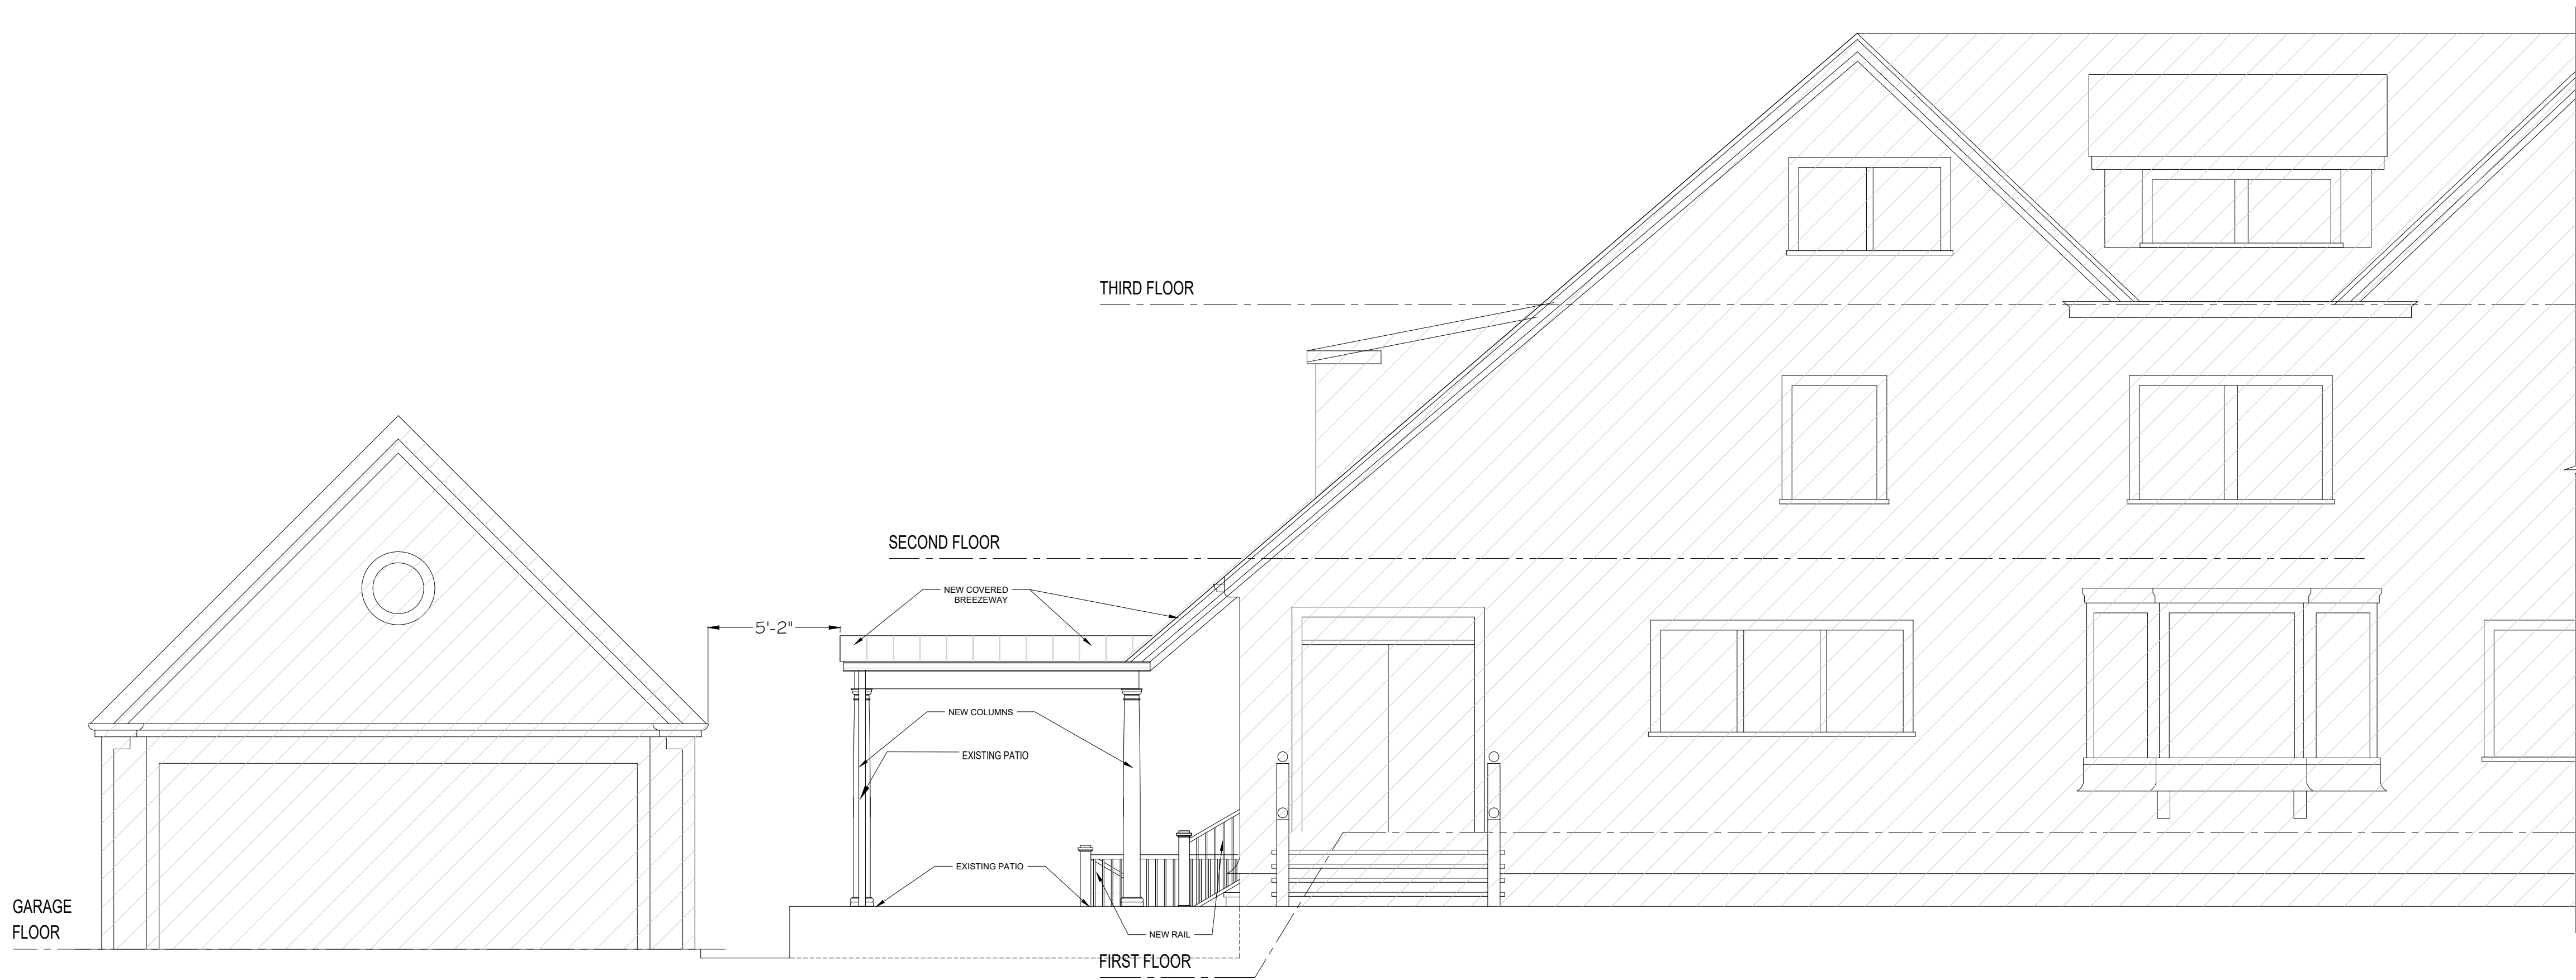 THIRD FLOOR
SECOND FLOOR
NEW COVERED
BREEZEWAY
5'-2"
NEW COLUMNS
EXISTING PATIO
EXISTING PATIO
GARAGE
FLOOR
NEW RAIL
FIRST FLOOR